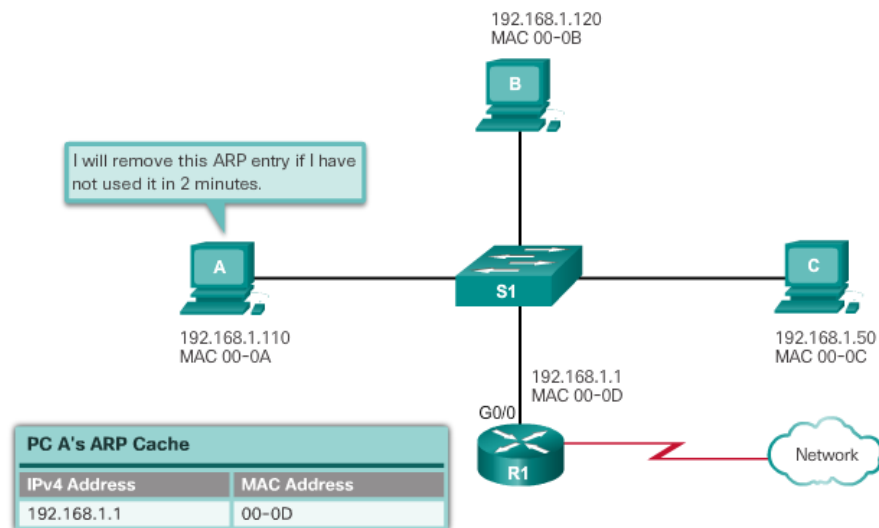 192.168.1.120
MAC 00-0B
B
I will remove this ARP entry if I have
not used it in 2 minutes.
A
S1
C
192.168.1.110
MAC 00-0A
192.168.1.50
MAC 00-0C
192.168.1.1
MAC 00-0D
G0/0
R1
Network
PC A's ARP Cache
IPv4 Address MAC Address
192.168.1.1 00-0D